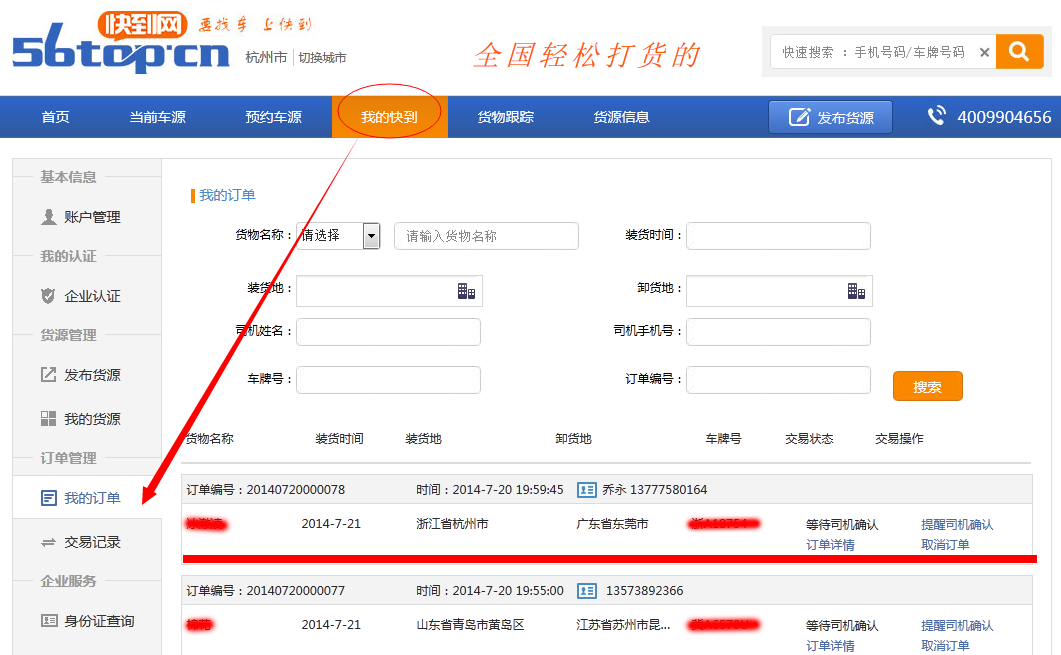 快到网 要找车 上快到
56top.cn 杭州市 切换城市
全国轻松打货的
快速搜索 : 手机号码/车牌号码
首页 当前车源 预约车源 我的快到 货物跟踪 货源信息 发布货源 4009904656
基本信息
账户管理
我的认证
企业认证
货源管理
发布货源
我的货源
订单管理
我的订单
交易记录
企业服务
身份证查询
我的订单
货物名称: 请选择 请输入货物名称 装货时间:
装货地: 卸货地:
司机姓名: 司机手机号:
车牌号: 订单编号: 搜索
货物名称 装货时间 装货地 卸货地 车牌号 交易状态 交易操作
订单编号:20140720000078 时间:2014-7-20 19:59:45 乔永 13777580164
2014-7-21 浙江省杭州市 广东省东莞市 等待司机确认 提醒司机确认
订单详情 取消订单
订单编号:20140720000077 时间:2014-7-20 19:55:00 13573892366
2014-7-21 山东省青岛市黄岛区 江苏省苏州市昆... 等待司机确认 提醒司机确认
订单详情 取消订单